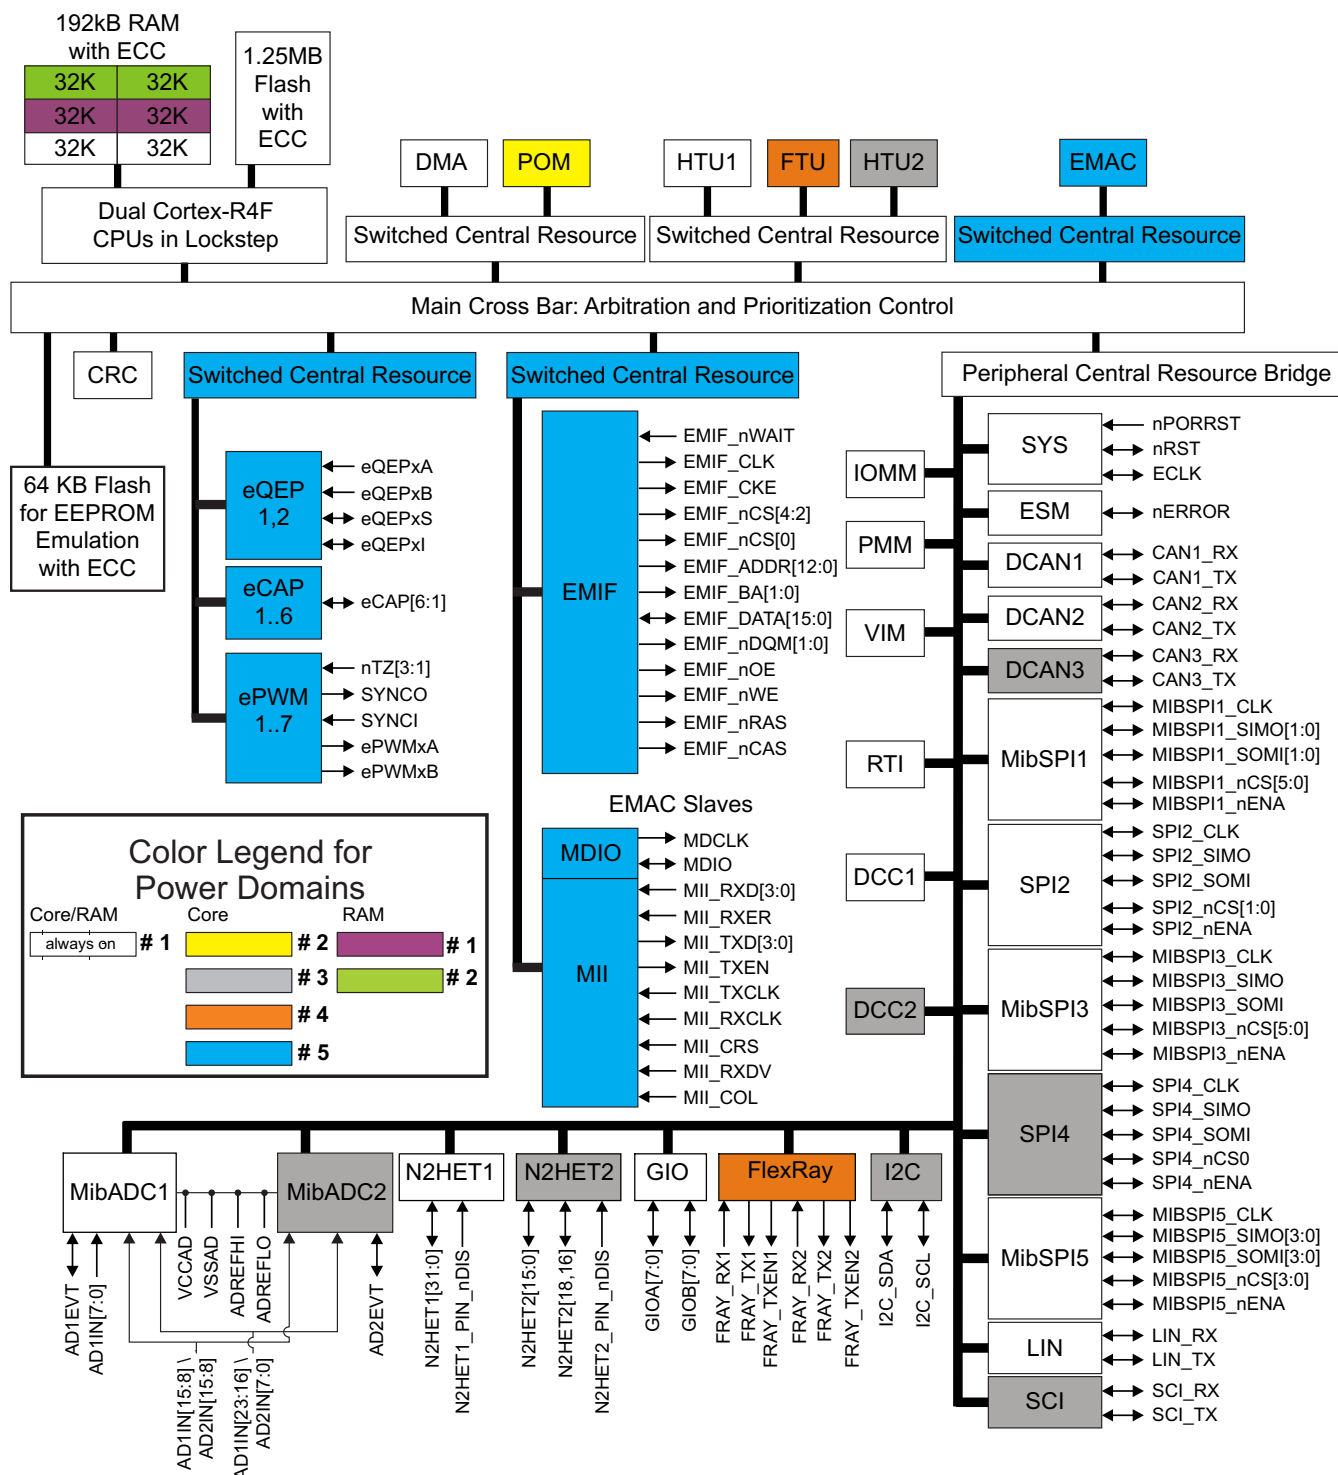 192kB RAM
with ECC
32K 32K
32K 32K
32K 32K
1.25MB
Flash
with
ECC
DMA
POM
HTU1
FTU
HTU2
EMAC
Dual Cortex-R4F
CPUs in Lockstep
Switched Central Resource
Switched Central Resource
Switched Central Resource
Main Cross Bar: Arbitration and Prioritization Control
CRC
Switched Central Resource
Switched Central Resource
Peripheral Central Resource Bridge
64 KB Flash
for EEPROM
Emulation
with ECC
eQEP
1,2
eQEPxA
eQEPxB
eQEPxS
eQEPxI
eCAP
1..6
eCAP[6:1]
ePWM
1..7
nTZ[3:1]
SYNCO
SYNCI
ePWMxA
ePWMxB
EMIF
EMIF_nWAIT
EMIF_CLK
EMIF_CKE
EMIF_nCS[4:2]
EMIF_nCS[0]
EMIF_ADDR[12:0]
EMIF_BA[1:0]
EMIF_DATA[15:0]
EMIF_nDQM[1:0]
EMIF_nOE
EMIF_nWE
EMIF_nRAS
EMIF_nCAS
EMAC Slaves
MDIO
MDCLK
MDIO
MII
MII_RXD[3:0]
MII_RXER
MII_TXD[3:0]
MII_TXEN
MII_TXCLK
MII_RXCLK
MII_CRS
MII_RXDV
MII_COL
IOMM
PMM
VIM
RTI
DCC1
DCC2
SYS
nPORRST
nRST
ECLK
ESM
nERROR
DCAN1
CAN1_RX
CAN1_TX
DCAN2
CAN2_RX
CAN2_TX
DCAN3
CAN3_RX
CAN3_TX
MibSPI1
MIBSPI1_CLK
MIBSPI1_SIMO[1:0]
MIBSPI1_SOMI[1:0]
MIBSPI1_nCS[5:0]
MIBSPI1_nENA
SPI2
SPI2_CLK
SPI2_SIMO
SPI2_SOMI
SPI2_nCS[1:0]
SPI2_nENA
MibSPI3
MIBSPI3_CLK
MIBSPI3_SIMO
MIBSPI3_SOMI
MIBSPI3_nCS[5:0]
MIBSPI3_nENA
SPI4
SPI4_CLK
SPI4_SIMO
SPI4_SOMI
SPI4_nCS0
SPI4_nENA
MibSPI5
MIBSPI5_CLK
MIBSPI5_SIMO[3:0]
MIBSPI5_SOMI[3:0]
MIBSPI5_nCS[3:0]
MIBSPI5_nENA
LIN
LIN_RX
LIN_TX
SCI
SCI_RX
SCI_TX
Color Legend for
Power Domains
Core/RAM Core RAM
always on # 1 # 2 # 1
# 3 # 2
# 4
# 5
MibADC1
MibADC2
N2HET1
N2HET2
GIO
FlexRay
I2C
AD1EVT
AD1IN[7:0]
VCCAD
VSSAD
ADREFHI
ADREFLO
AD2EVT
AD1IN[15:8] \
AD2IN[15:8]
AD1IN[23:16] \
AD2IN[7:0]
N2HET1[31:0]
N2HET1_PIN_nDIS
N2HET2[15:0]
N2HET2[18,16]
N2HET2_PIN_nDIS
GIOA[7:0]
GIOB[7:0]
FRAY_RX1
FRAY_TX1
FRAY_TXEN1
FRAY_RX2
FRAY_TX2
FRAY_TXEN2
I2C_SDA
I2C_SCL